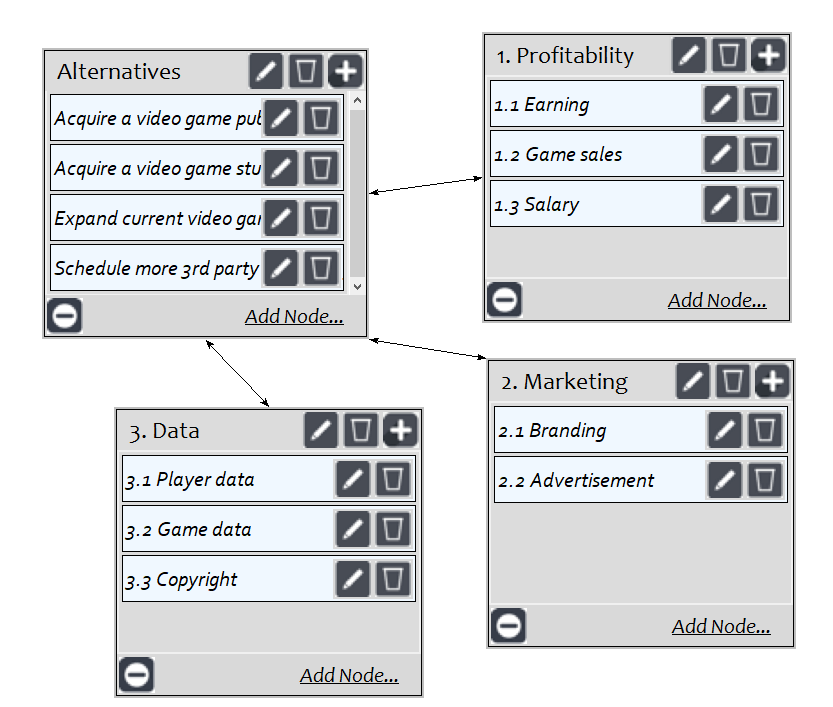 Alternatives
Acquire a video game pub
Acquire a video game stu
Expand current video gar
Schedule more 3rd party
Add Node...
1. Profitability
1.1 Earning
1.2 Game sales
1.3 Salary
Add Node...
2. Marketing
2.1 Branding
2.2 Advertisement
Add Node...
3. Data
3.1 Player data
3.2 Game data
3.3 Copyright
Add Node...